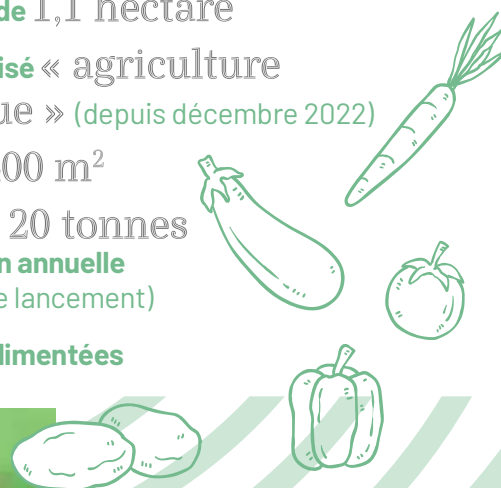 de 1,1 hectare
isé « agriculture
ue » (depuis décembre 2022)
00 m²
20 tonnes
n annuelle
e lancement)
limentées